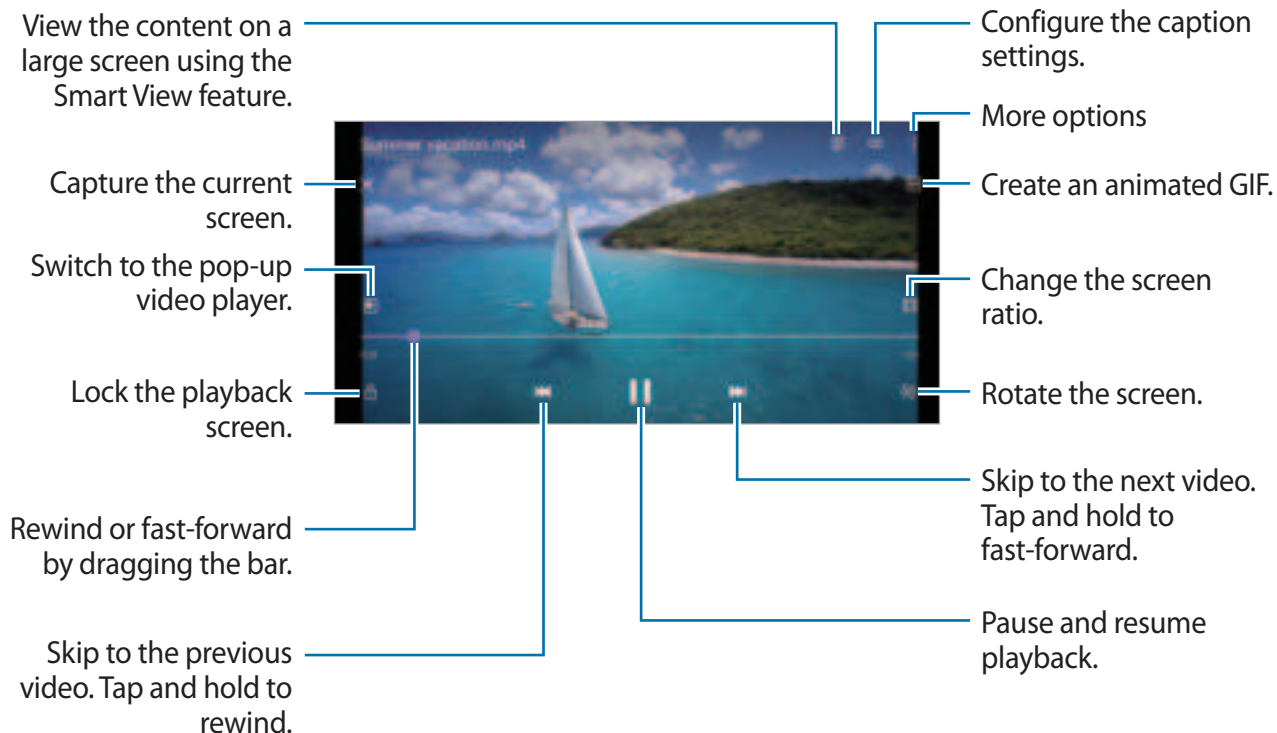 View the content on a
large screen using the
Smart View feature.
Configure the caption
settings.
More options
Summer vacation.mp4
Capture the current
screen.
Create an animated GIF.
Switch to the pop-up
video player.
Change the screen
ratio.
Lock the playback
screen.
Rotate the screen.
Rewind or fast-forward
by dragging the bar.
Skip to the next video.
Tap and hold to
fast-forward.
Pause and resume
playback.
Skip to the previous
video. Tap and hold to
rewind.